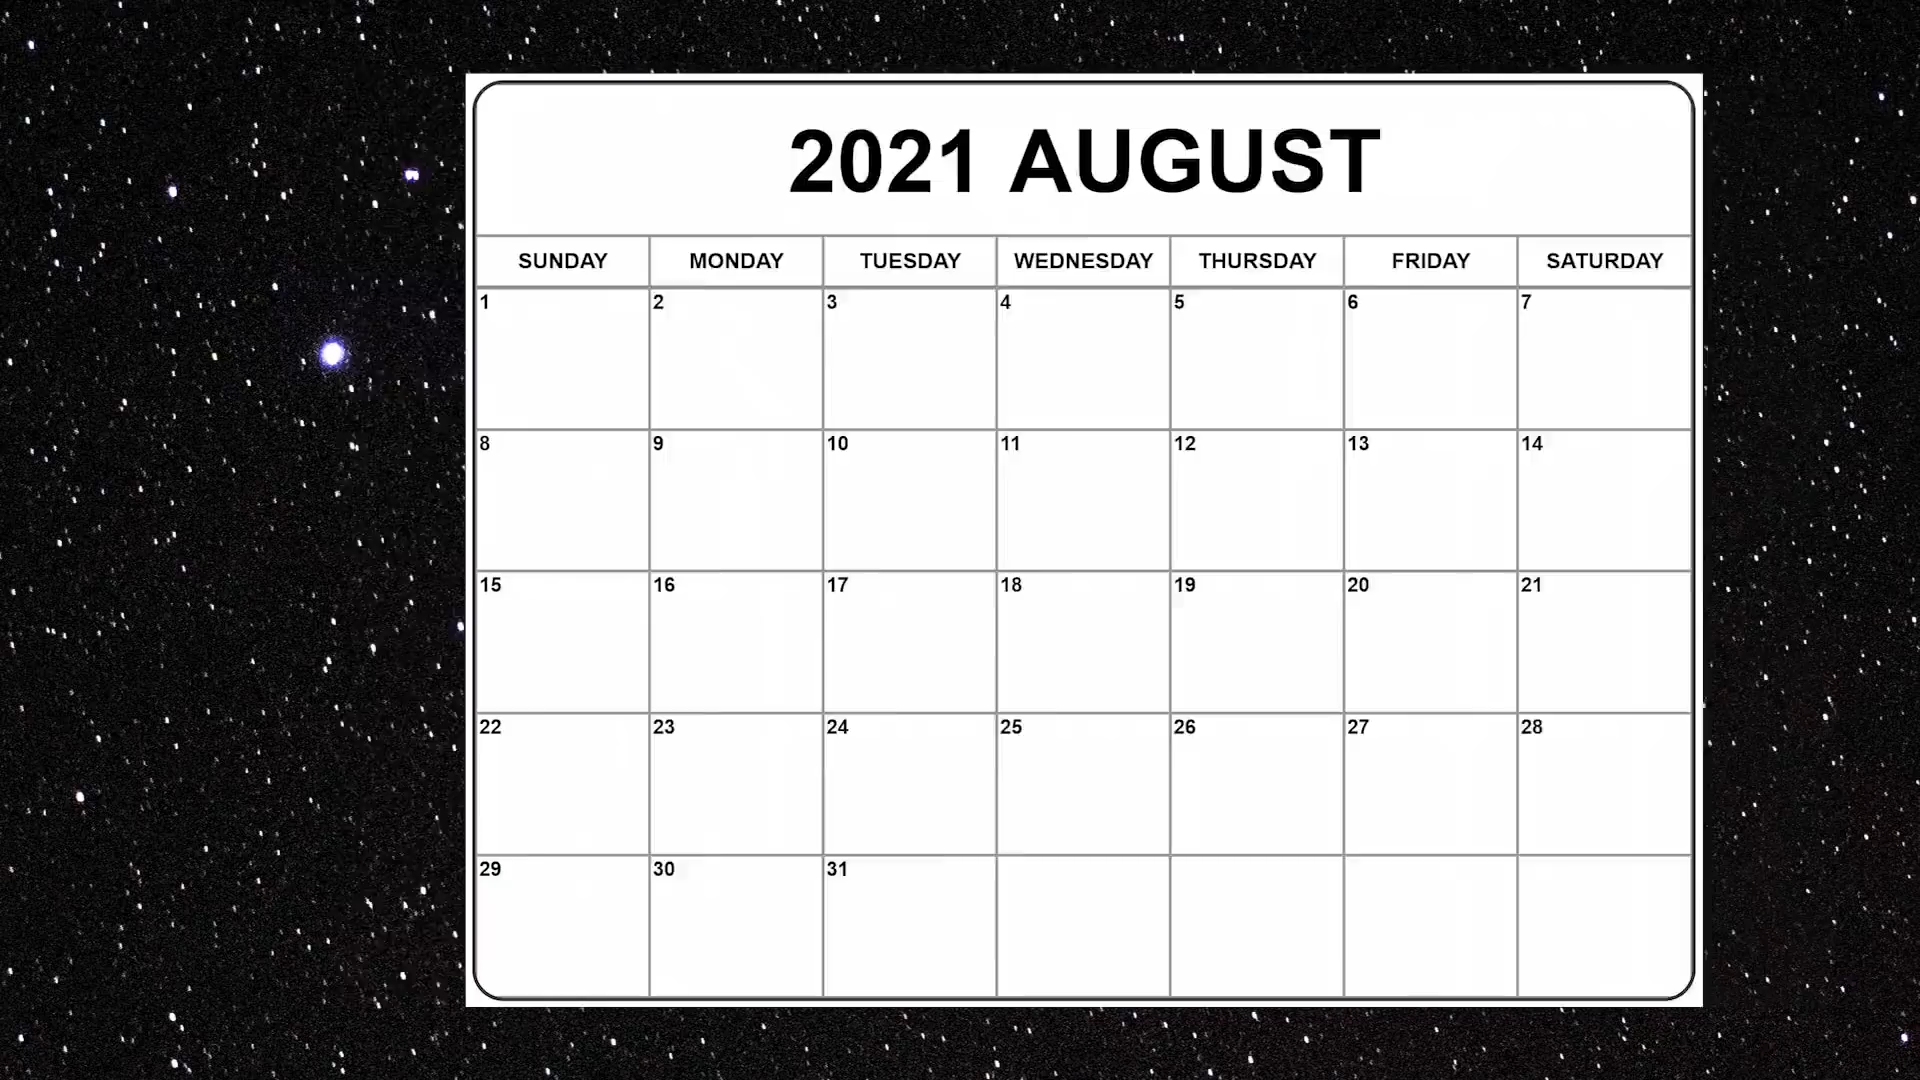 2021 AUGUST
SUNDAY MONDAY TUESDAY WEDNESDAY THURSDAY FRIDAY SATURDAY
1 2 3 4 5 6 7
8 9 10 11 12 13 14
15 16 17 18 19 20 21
22 23 24 25 26 27 28
29 30 31